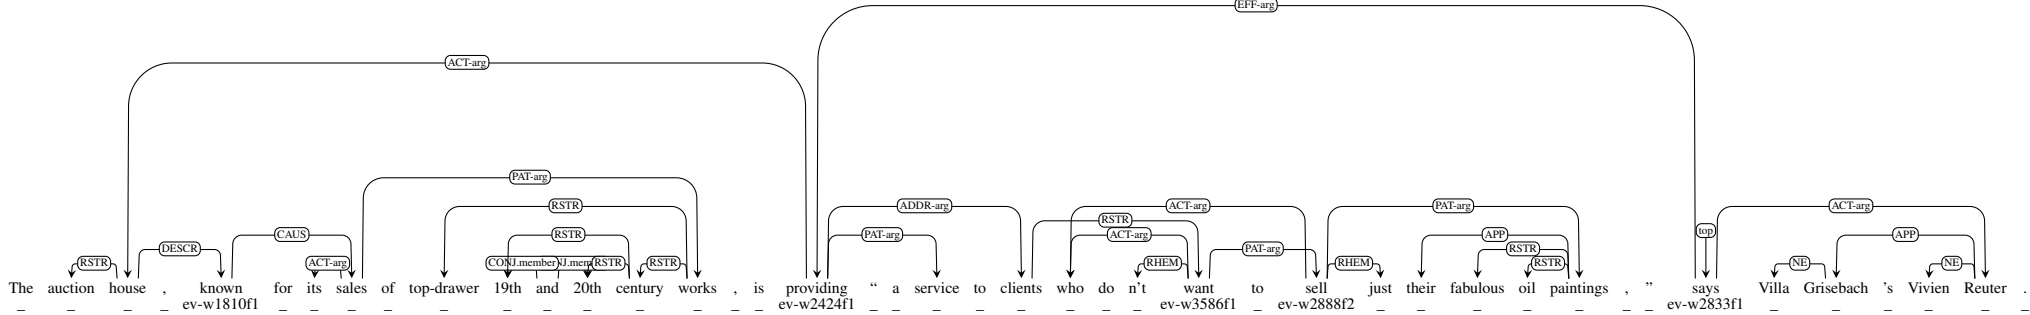 EFF-arg
ACT-arg
PAT-arg
RSTR ADDR-arg ACT-arg PAT-arg ACT-arg
RSTR
CAUS RSTR PAT-arg ACT-arg APP top APP
DESCR PAT-arg RSTR
RSTR ACT-arg CONJ.member RSTR RSTR RHEM RHEM RSTR NE NE
The auction house , known for its sales of top-drawer 19th and 20th century works , is providing “ a service to clients who do n't want to sell just their fabulous oil paintings , ” says Villa Grisebach 's Vivien Reuter .
_ _ _ _ ev-w1810f1 _ _ _ _ _ _ _ _ _ _ _ _ ev-w2424f1 _ _ _ _ _ _ _ _ ev-w3586f1 _ ev-w2888f2 _ _ _ _ _ _ _ ev-w2833f1 _ _ _ _ _ _